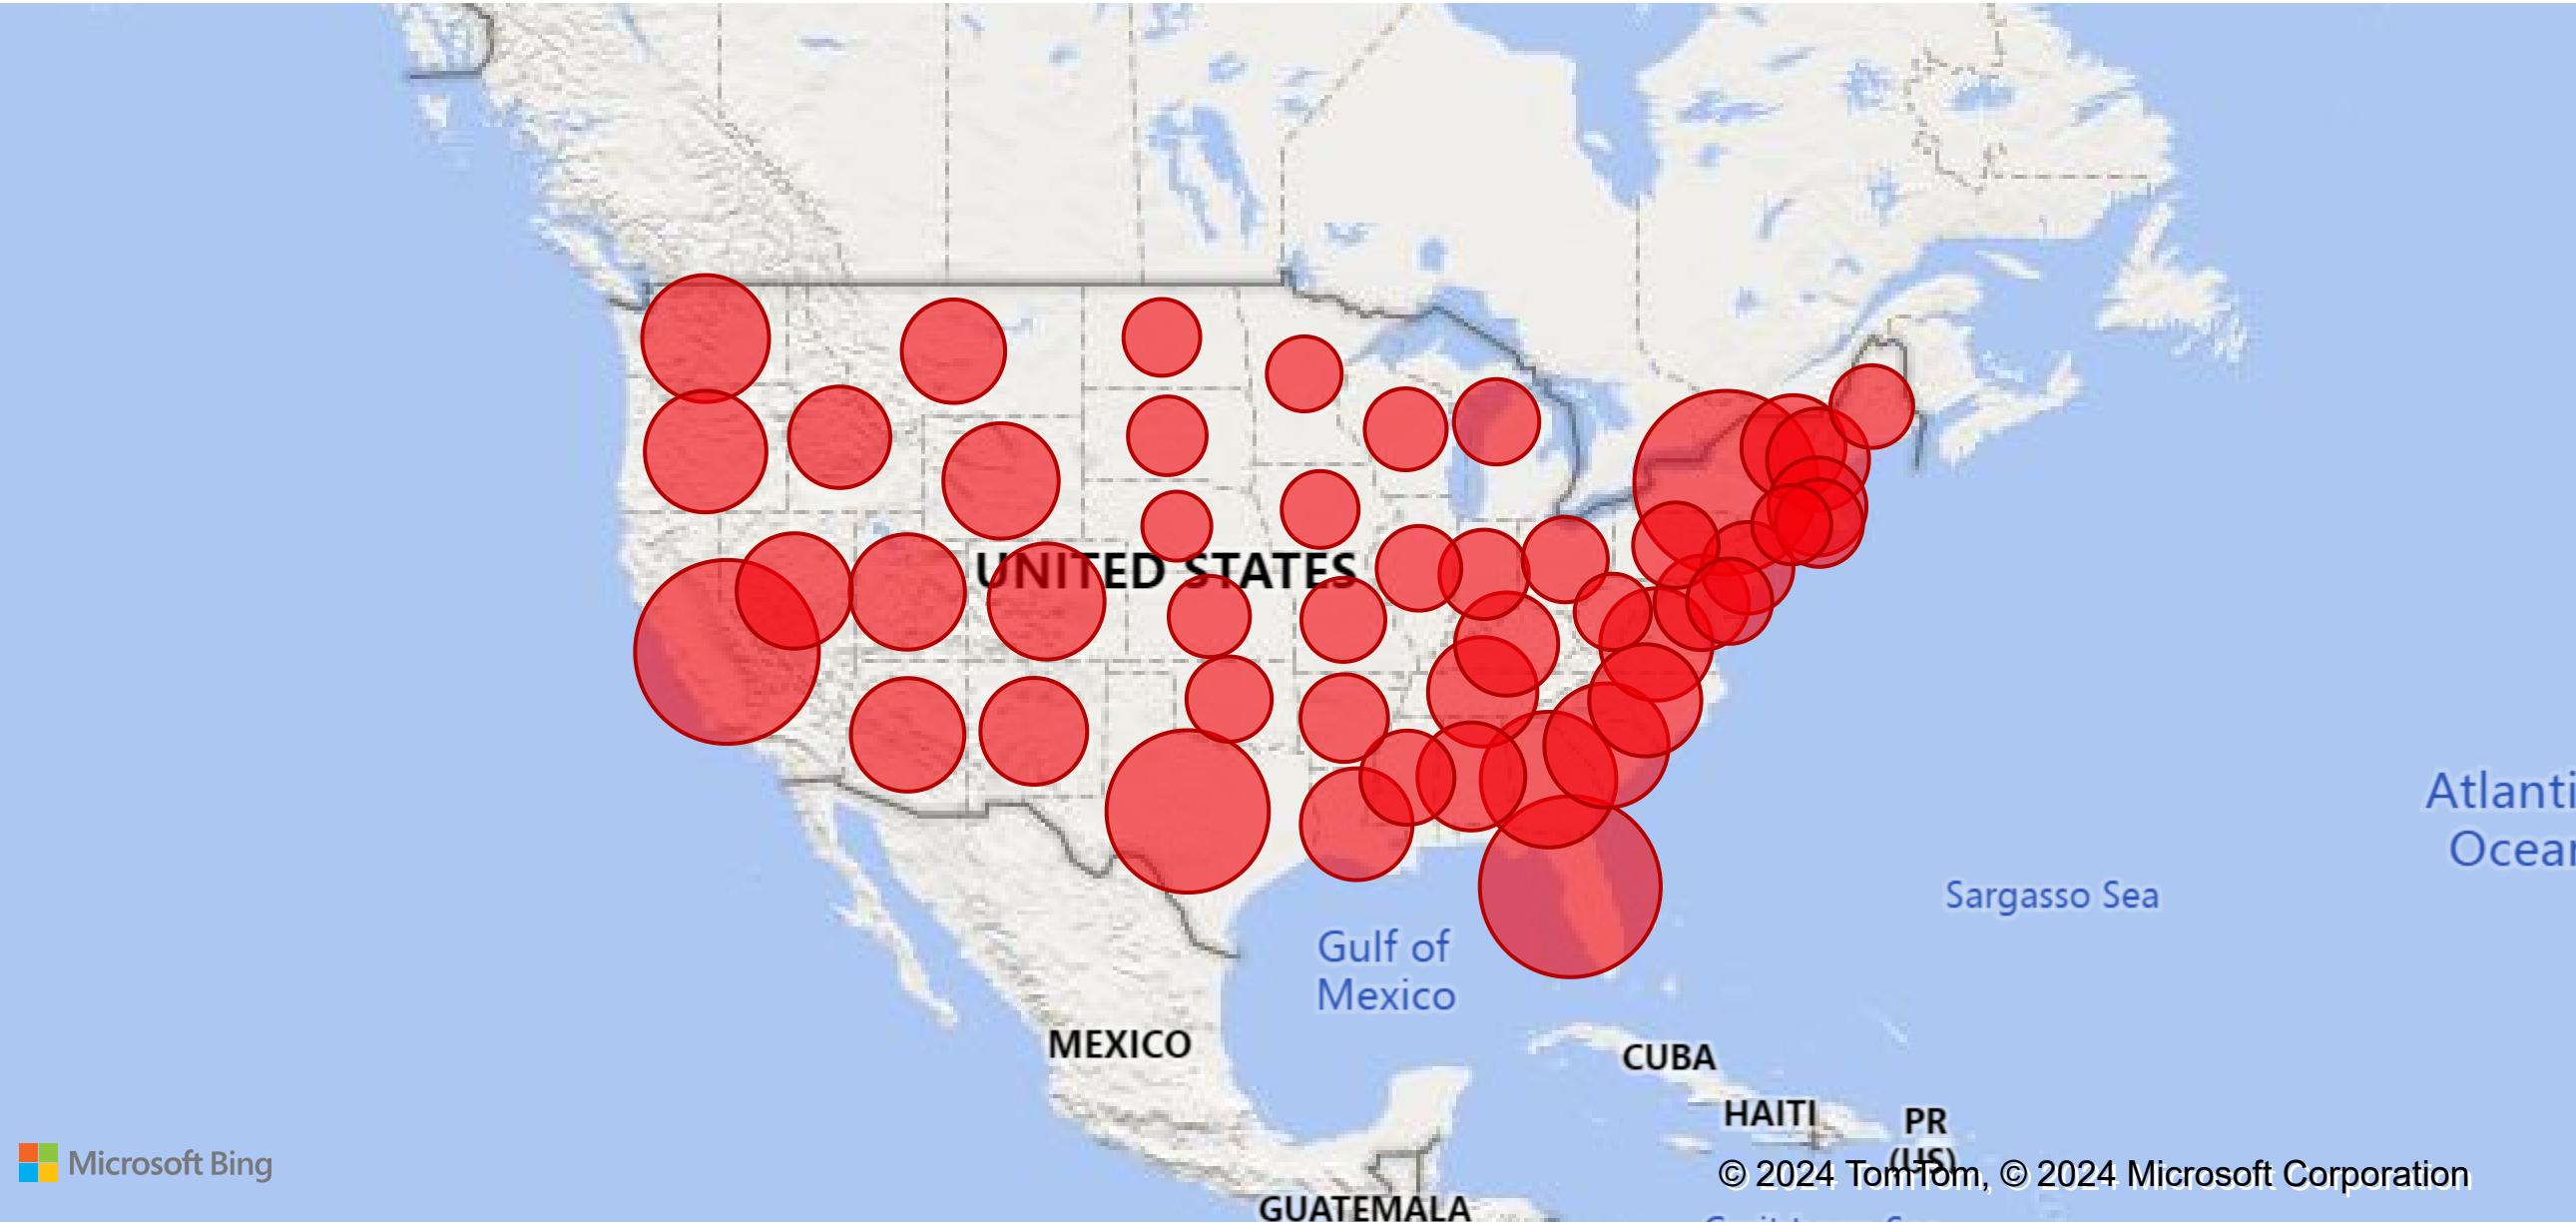 UNITED STATES
Atlanti
Ocear
Sargasso Sea
Gulf of
Mexico
MEXICO
CUBA
HAITI
PR
(US)
Microsoft Bing
© 2024 TomTom, © 2024 Microsoft Corporation
GUATEMALA